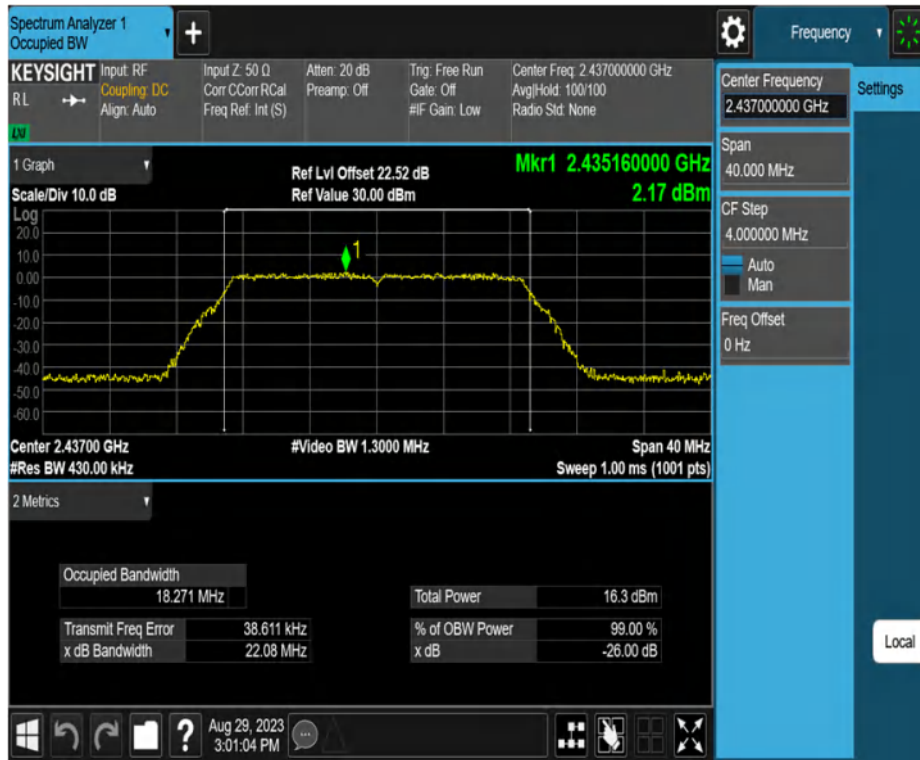 Spectrum Analyzer 1
Occupied BW
+
Frequency
KEYSIGHT
RL
LXI
Input: RF
Coupling: DC
Align: Auto
Input Z: 50 Ω
Corr CCorr RCal
Freq Ref: Int (S)
Atten: 20 dB
Preamp: Off
Trig: Free Run
Gate: Off
#IF Gain: Low
Center Freq: 2.437000000 GHz
Avg|Hold: 100/100
Radio Std: None
Center Frequency
2.437000000 GHz
Settings
Span
40.000 MHz
CF Step
4.000000 MHz
Auto
Man
Freq Offset
0 Hz
1 Graph
Scale/Div 10.0 dB
Ref Lvl Offset 22.52 dB
Ref Value 30.00 dBm
Mkr1 2.435160000 GHz
2.17 dBm
Log
20.0
10.0
0.00
-10.0
-20.0
-30.0
-40.0
-50.0
-60.0
1
Center 2.43700 GHz
#Video BW 1.3000 MHz
Span 40 MHz
#Res BW 430.00 kHz
Sweep 1.00 ms (1001 pts)
2 Metrics
Occupied Bandwidth
18.271 MHz
Total Power 16.3 dBm
Transmit Freq Error 38.611 kHz
% of OBW Power 99.00 %
x dB Bandwidth 22.08 MHz
x dB -26.00 dB
Local
?
Aug 29, 2023
3:01:04 PM